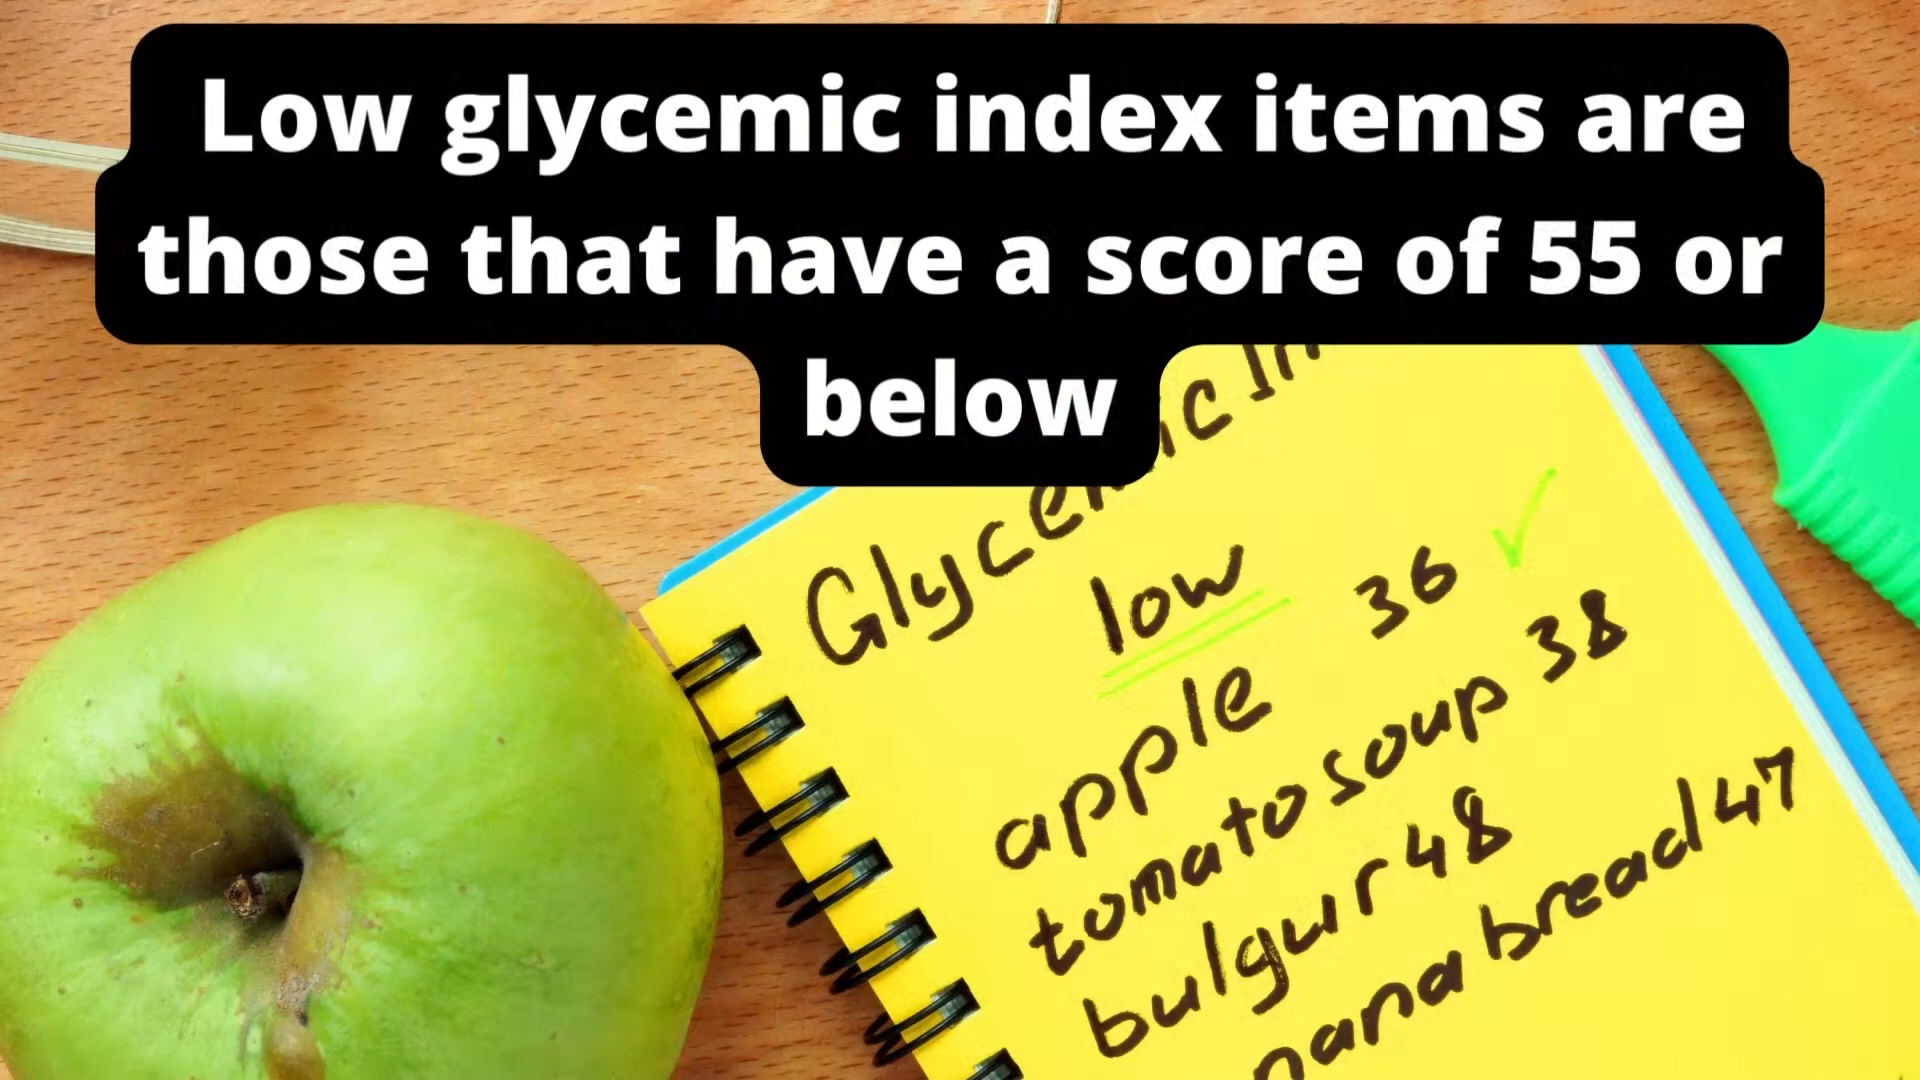 Low glycemic index items are
those that have a score of 55 or
below
low
apple 36
tomato soup 38
bulgur 48
bread 47